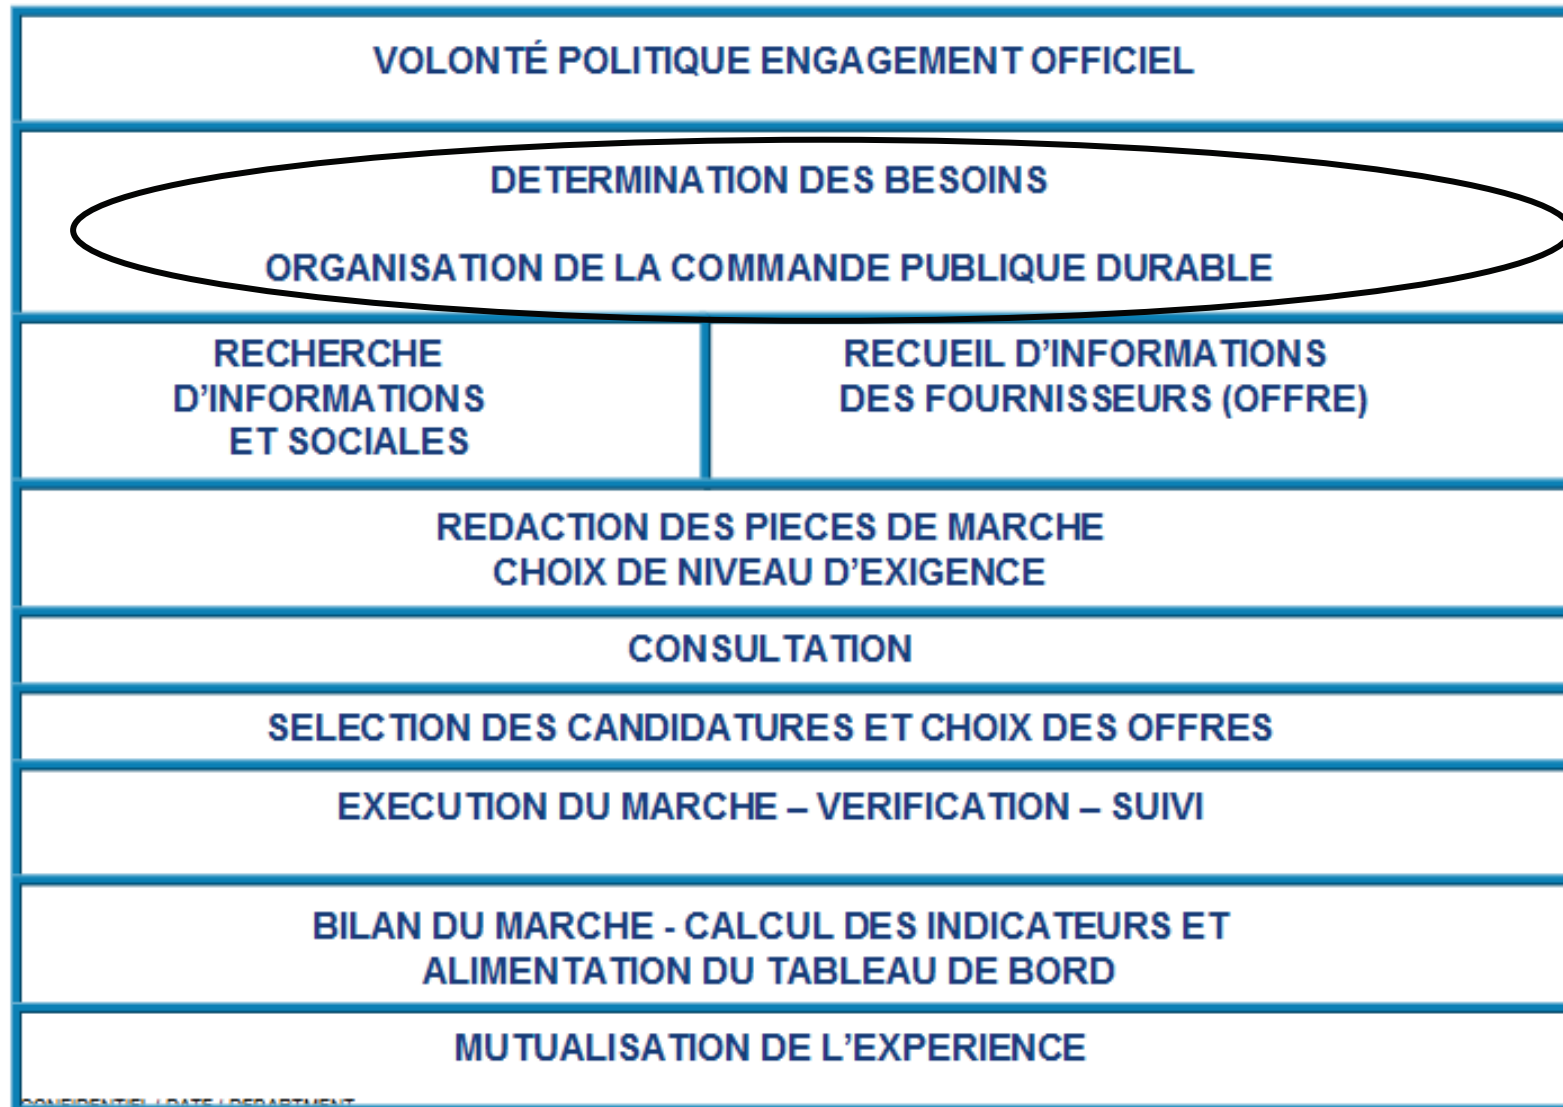 VOLONTÉ POLITIQUE ENGAGEMENT OFFICIEL
DETERMINATION DES BESOINS
ORGANISATION DE LA COMMANDE PUBLIQUE DURABLE
RECHERCHE
D’INFORMATIONS
ET SOCIALES
RECUEIL D’INFORMATIONS
DES FOURNISSEURS (OFFRE)
REDACTION DES PIECES DE MARCHE
CHOIX DE NIVEAU D’EXIGENCE
CONSULTATION
SELECTION DES CANDIDATURES ET CHOIX DES OFFRES
EXECUTION DU MARCHE – VERIFICATION – SUIVI
BILAN DU MARCHE - CALCUL DES INDICATEURS ET
ALIMENTATION DU TABLEAU DE BORD
MUTUALISATION DE L’EXPERIENCE
CONFIDENTIEL / DATE / DEPARTMENT